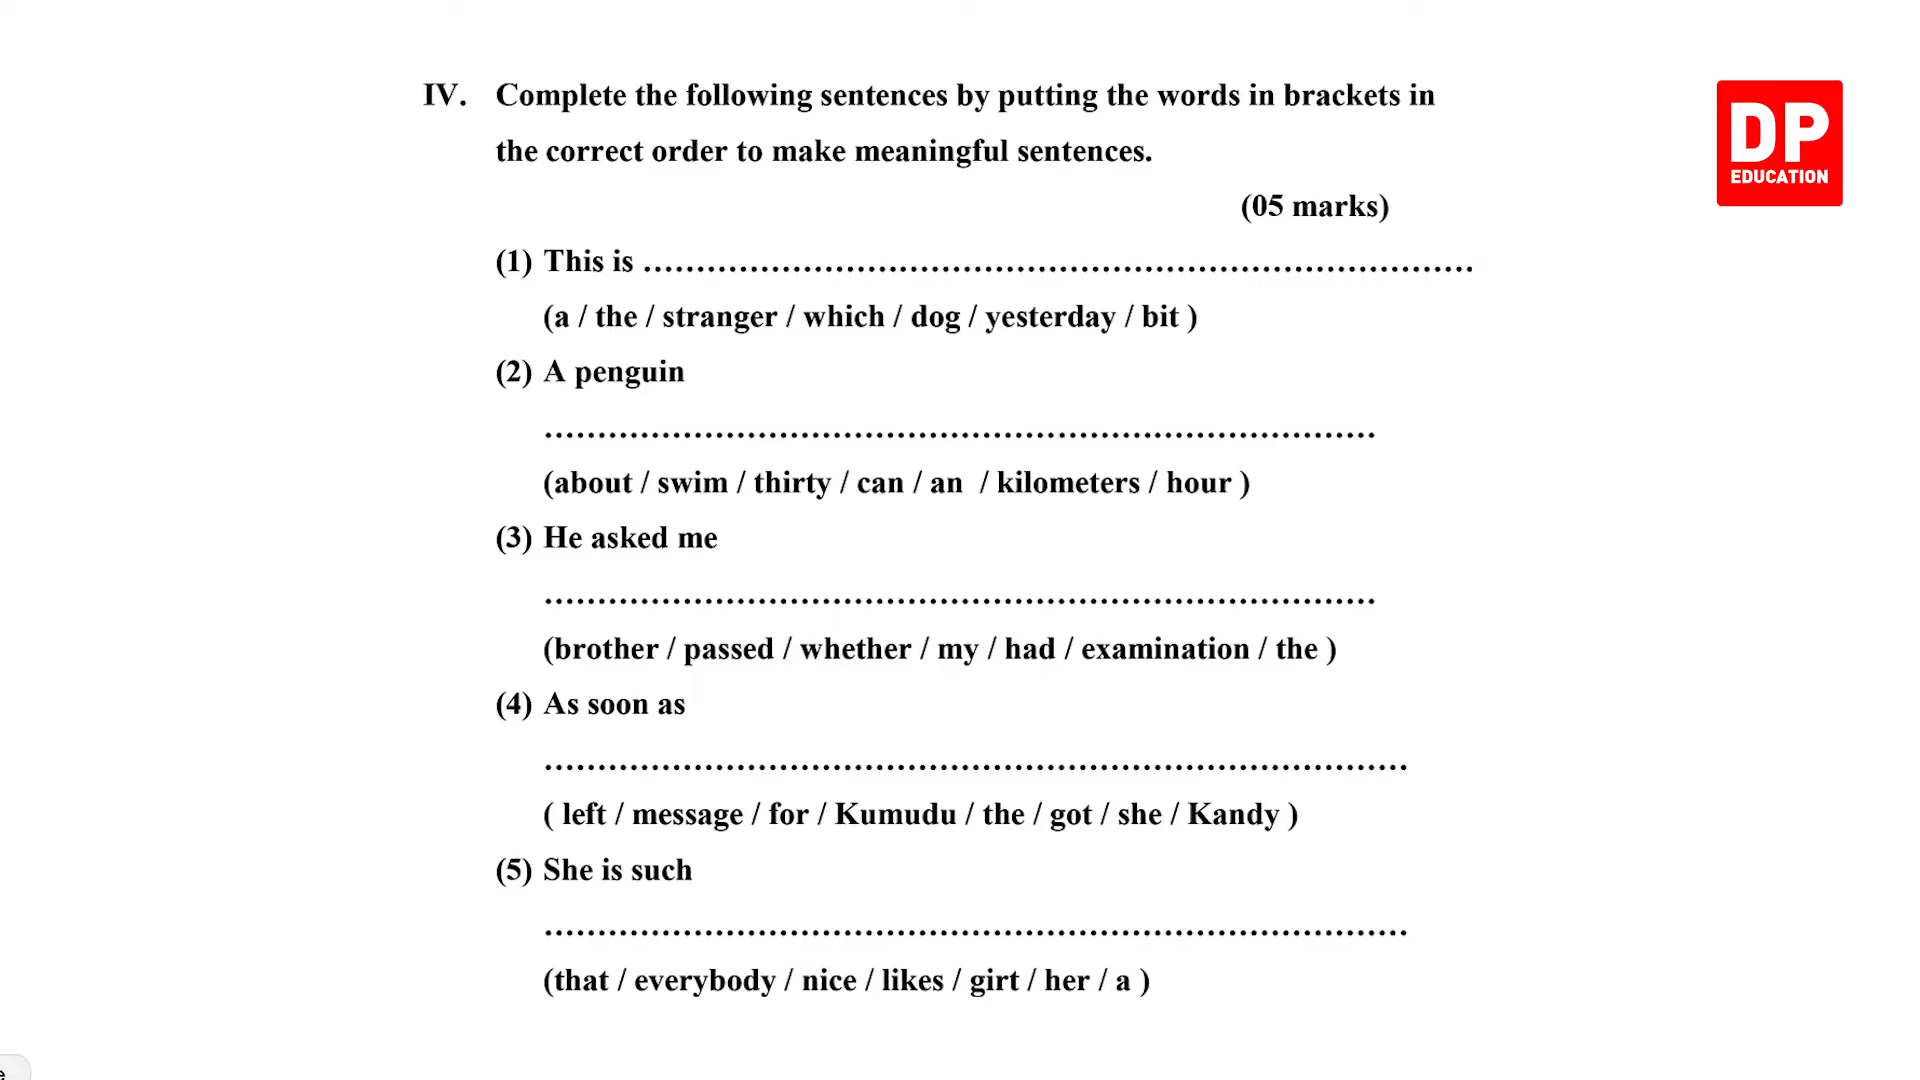 IV. Complete the following sentences by putting the words in brackets in
the correct order to make meaningful sentences.
(05 marks)
DP
EDUCATION
(1) This is ..............................................................................
(a / the / stranger / which / dog / yesterday / bit )
(2) A penguin
..............................................................................
(about / swim / thirty / can / an / kilometers / hour )
(3) He asked me
..............................................................................
(brother / passed / whether / my / had / examination / the )
(4) As soon as
.................................................................................
( left / message / for / Kumudu / the / got / she / Kandy )
(5) She is such
.................................................................................
(that / everybody / nice / likes / girt / her / a )